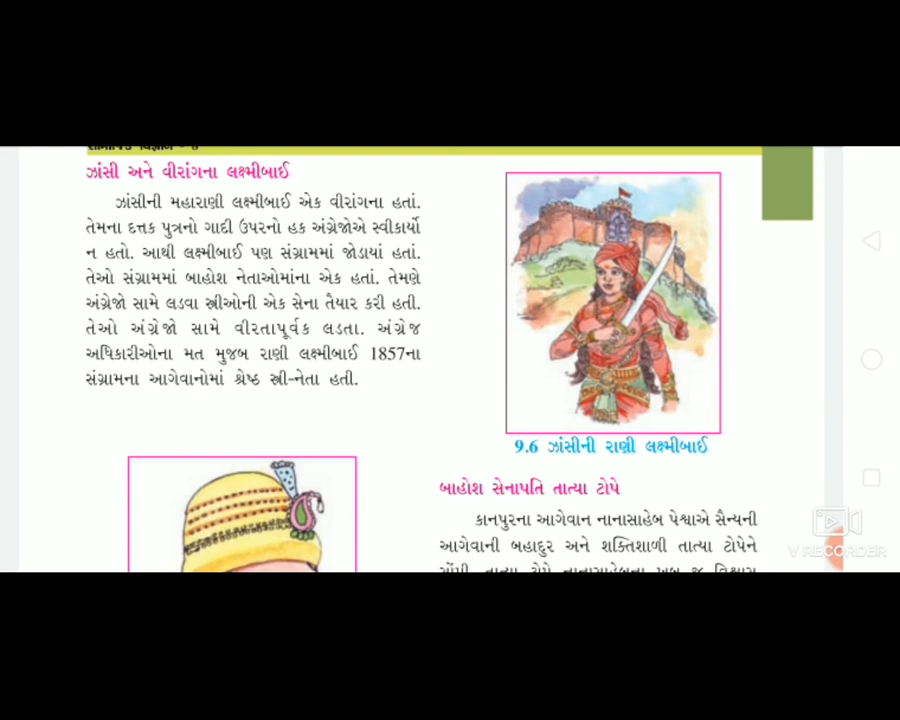 ઝાંસી અને વીરાંગના લક્ષ્મીબાઈ
ઝાંસીની મહારાણી લક્ષ્મીબાઈ એક વીરાંગના હતાં.
તેમના દત્તક પુત્રનો ગાદી ઉપરનો હક અંગ્રેજોએ સ્વીકાર્યો
ન હતો. આથી લક્ષ્મીબાઈ પણ સંગ્રામમાં જોડાયાં હતાં.
તેઓ સંગ્રામમાં બાહોશ નેતાઓમાંના એક હતાં. તેમણે
અંગ્રેજો સામે લડવા સ્ત્રીઓની એક સેના તૈયાર કરી હતી.
તેઓ અંગ્રેજો સામે વીરતાપૂર્વક લડતા. અંગ્રેજ
અધિકારીઓના મત મુજબ રાણી લક્ષ્મીબાઈ 1857ના
સંગ્રામના આગેવાનોમાં શ્રેષ્ઠ સ્ત્રી-નેતા હતી.
9.6 ઝાંસીની રાણી લક્ષ્મીબાઈ
બાહોશ સેનાપતિ તાત્યા ટોપે
કાનપુરના આગેવાન નાનાસાહેબ પેશ્વાએ સૈન્યની
આગેવાની બહાદુર અને શક્તિશાળી તાત્યા ટોપેને
V RECORDER